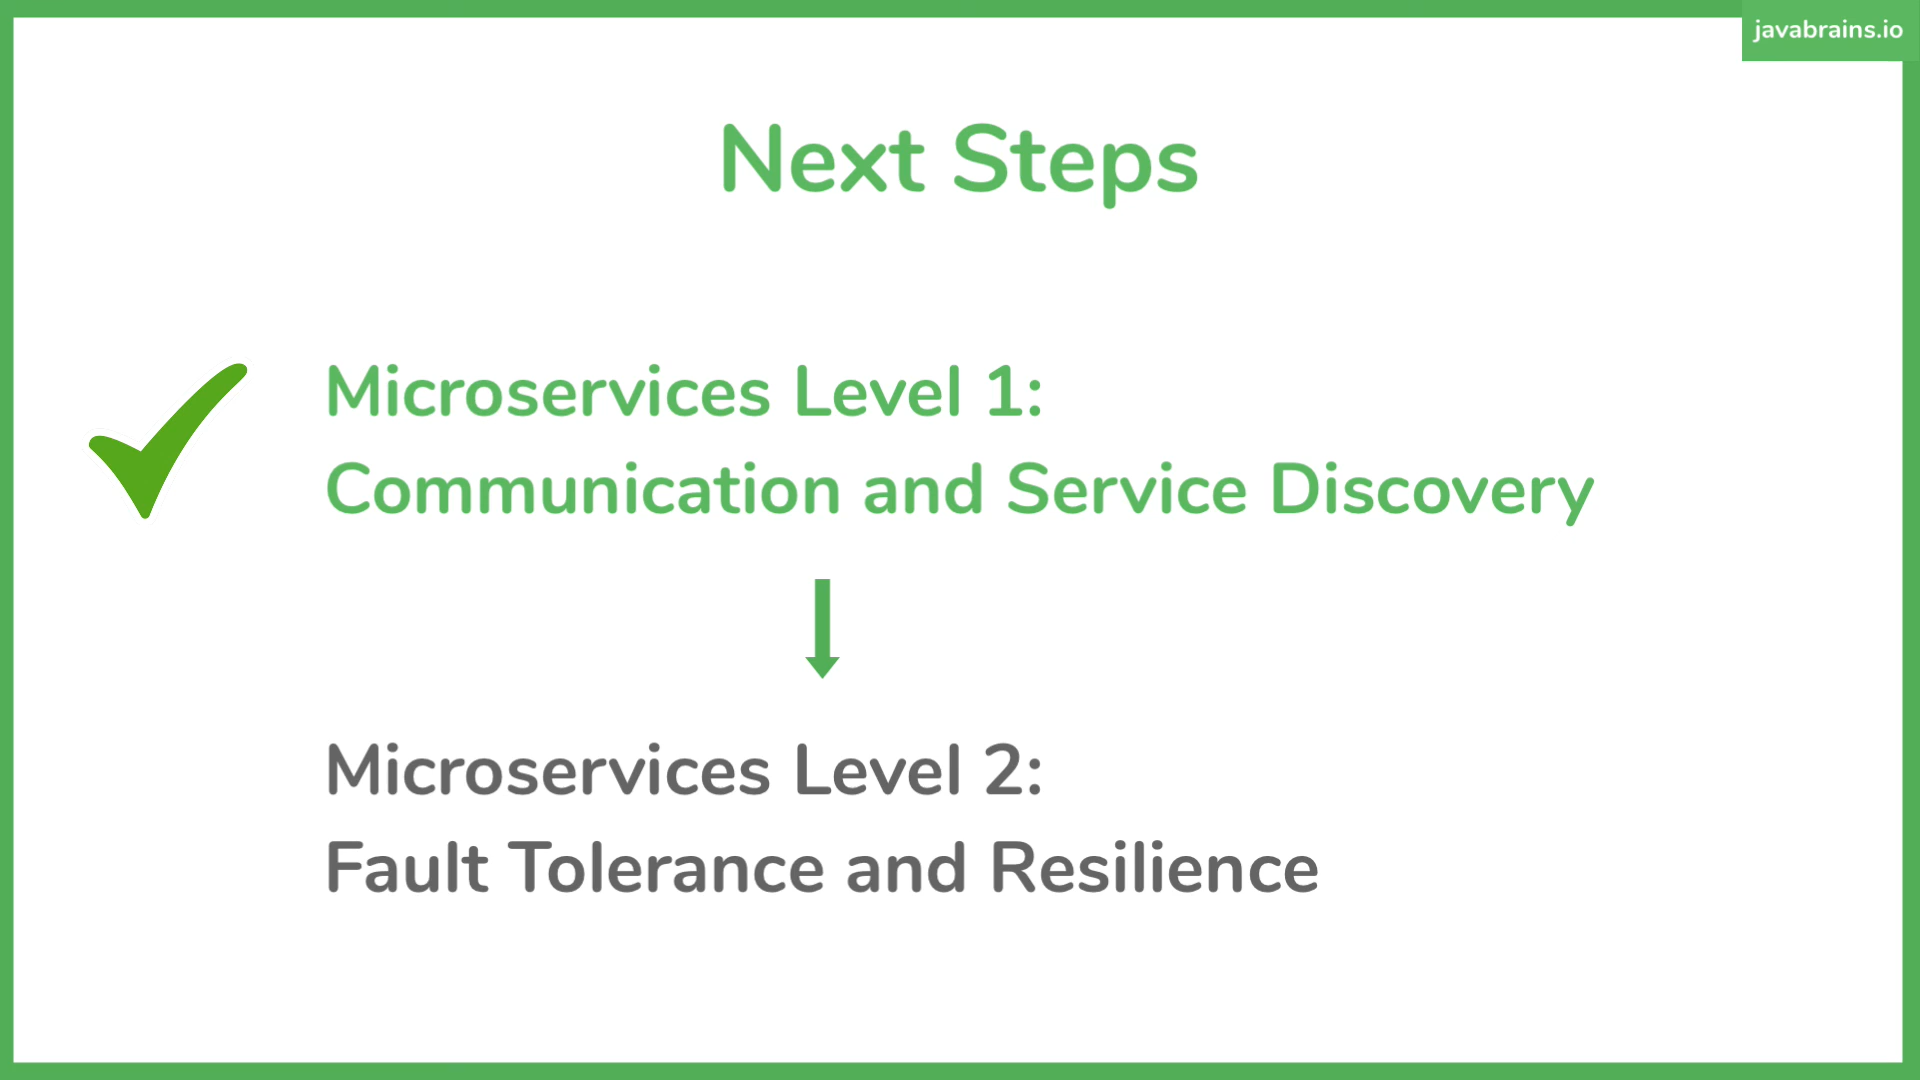 javabrains.io
Next Steps
Microservices Level 1:
Communication and Service Discovery
Microservices Level 2:
Fault Tolerance and Resilience